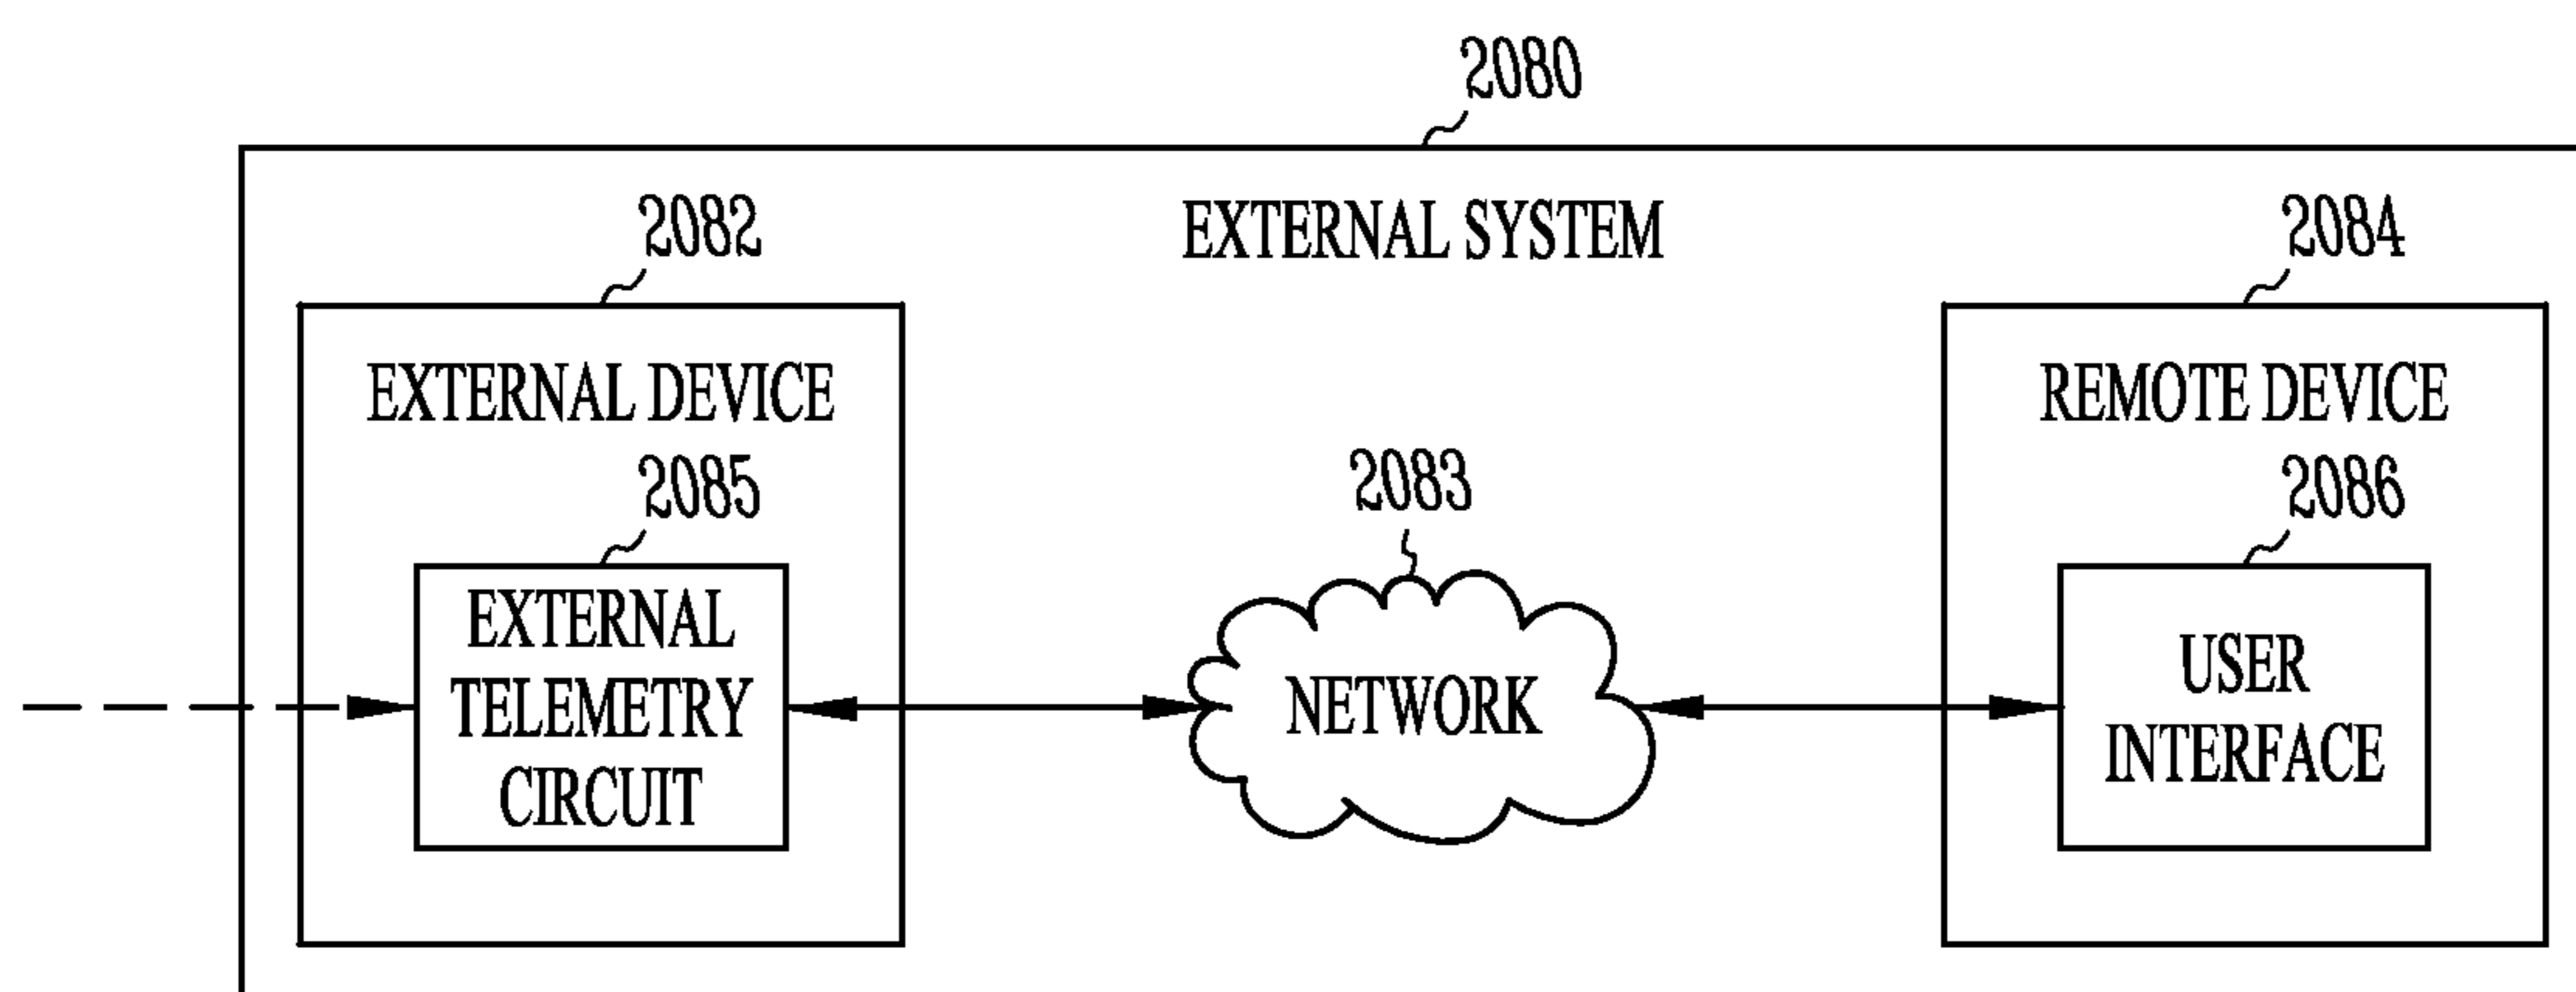 2080
EXTERNAL SYSTEM
2082
EXTERNAL DEVICE
2085
EXTERNAL
TELEMETRY
CIRCUIT
2083
NETWORK
2084
REMOTE DEVICE
2086
USER
INTERFACE